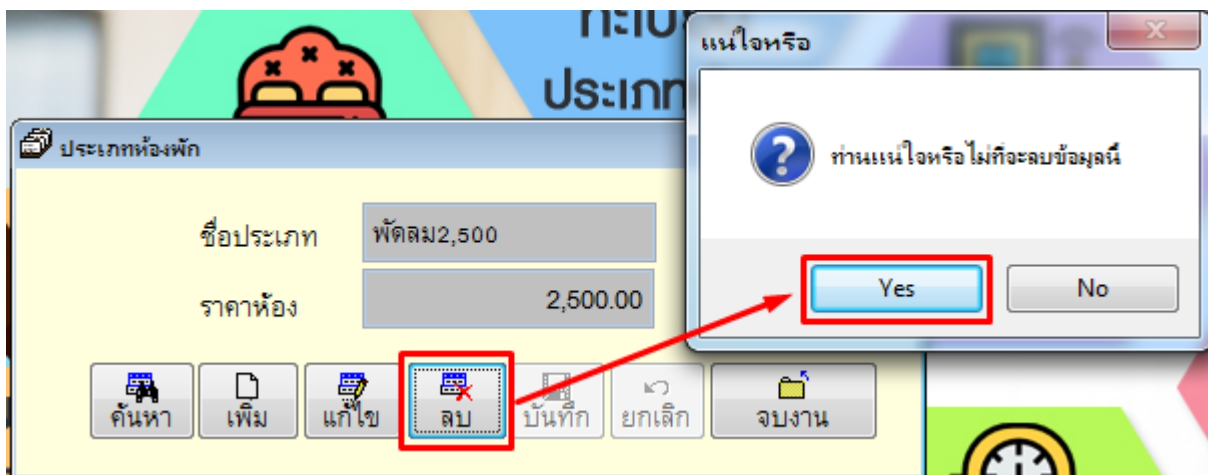 ประเภท
แน่ใจหรือ
ประเภทห้องพัก
ท่านแน่ใจหรือไม่ที่จะลบข้อมูลนี้
ชื่อประเภท
พัดลม2,500
ราคาห้อง
2,500.00
Yes
No
ค้นหา
เพิ่ม
แก้ไข
ลบ
บันทึก
ยกเลิก
จบงาน